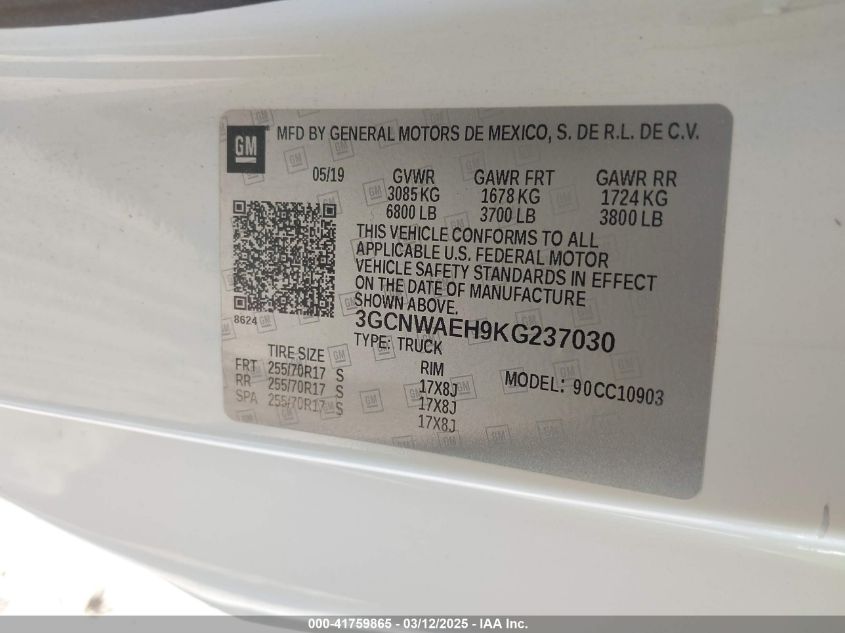 GM MFD BY GENERAL MOTORS DE MEXICO, S. DE R.L. DE C.V.
05/19 GVWR GAWR FRT GAWR RR
3085 KG 1678 KG 1724 KG
6800 LB 3700 LB 3800 LB
THIS VEHICLE CONFORMS TO ALL
APPLICABLE U.S. FEDERAL MOTOR
VEHICLE SAFETY STANDARDS IN EFFECT
ON THE DATE OF MANUFACTURE
SHOWN ABOVE.
8624
3GCNWAEH9KG237030
TYPE: TRUCK
TIRE SIZE RIM MODEL: 90CC10903
FRT 255/70R17 S 17X8J
RR 255/70R17 S 17X8J
SPA 255/70R17 S 17X8J
000-41759865 - 03/12/2025 - IAA Inc.